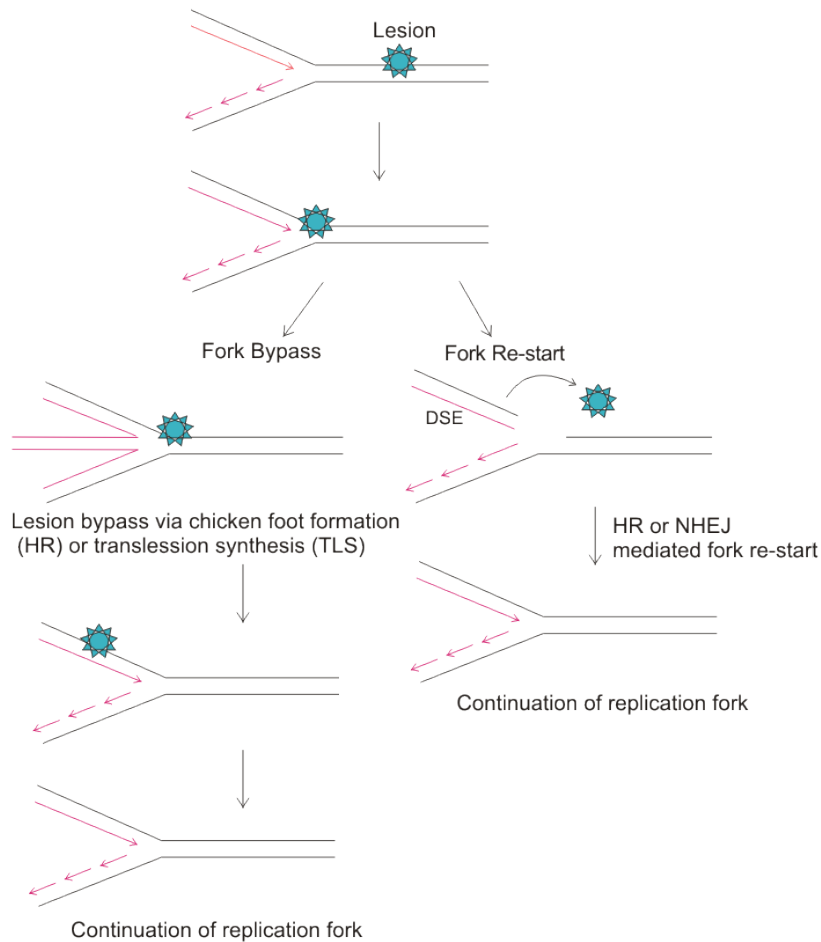 Lesion
Fork Bypass
Fork Re-start
DSE
Lesion bypass via chicken foot formation
(HR) or translession synthesis (TLS)
HR or NHEJ
mediated fork re-start
Continuation of replication fork
Continuation of replication fork